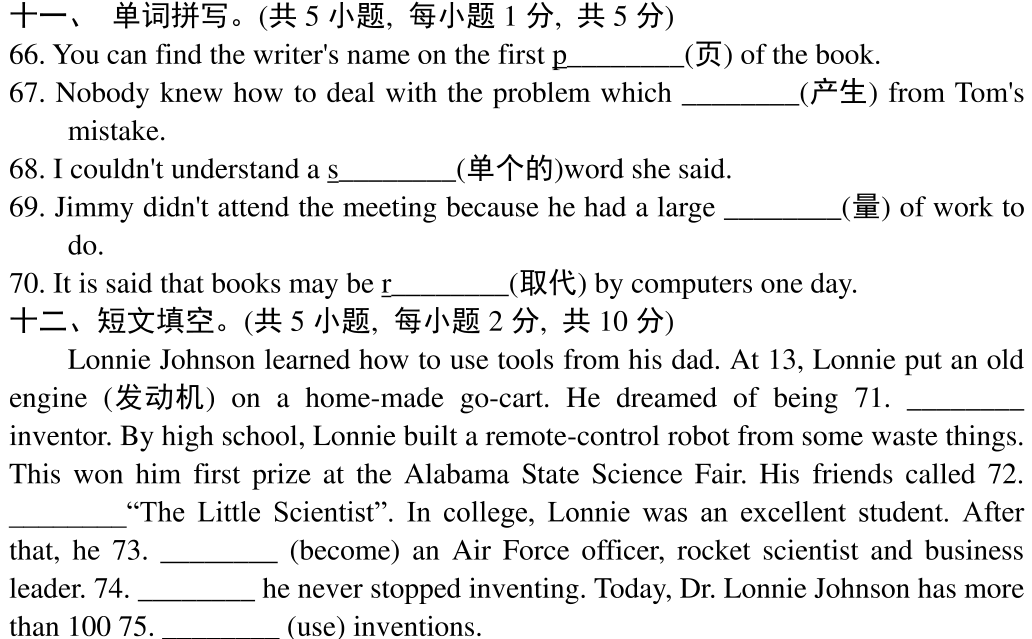 十一、 单词拼写。(共 5 小题, 每小题 1 分, 共 5 分)
66. You can find the writer's name on the first p________(页) of the book.
67. Nobody knew how to deal with the problem which ________(产生) from Tom's
mistake.
68. I couldn't understand a s________(单个的)word she said.
69. Jimmy didn't attend the meeting because he had a large ________(量) of work to
do.
70. It is said that books may be r________(取代) by computers one day.
十二、短文填空。(共 5 小题, 每小题 2 分, 共 10 分)
Lonnie Johnson learned how to use tools from his dad. At 13, Lonnie put an old
engine (发动机) on a home-made go-cart. He dreamed of being 71. ________
inventor. By high school, Lonnie built a remote-control robot from some waste things.
This won him first prize at the Alabama State Science Fair. His friends called 72.
________“The Little Scientist”. In college, Lonnie was an excellent student. After
that, he 73. ________ (become) an Air Force officer, rocket scientist and business
leader. 74. ________ he never stopped inventing. Today, Dr. Lonnie Johnson has more
than 100 75. ________ (use) inventions.